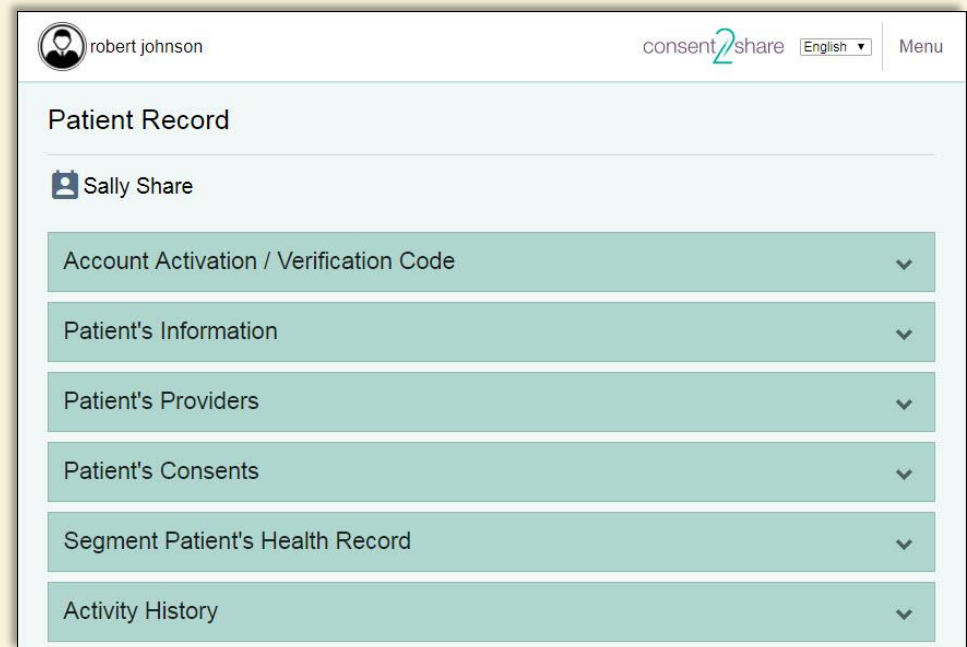 robert johnson
consent2share
English
Menu
Patient Record
Sally Share
Account Activation / Verification Code
Patient's Information
Patient's Providers
Patient's Consents
Segment Patient's Health Record
Activity History